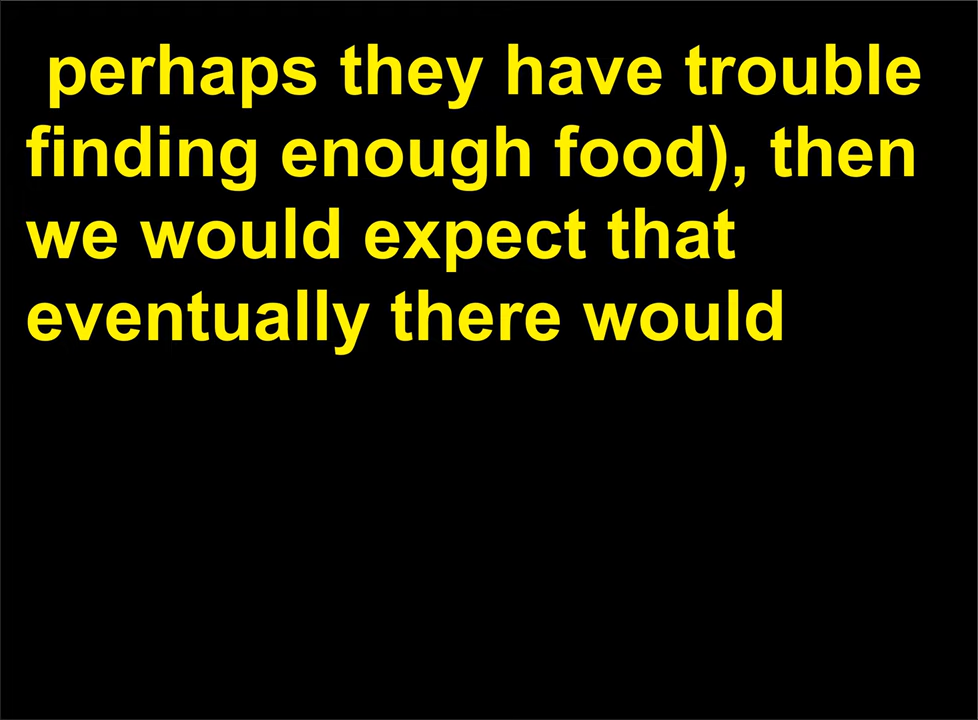 perhaps they have trouble
finding enough food), then
we would expect that
eventually there would